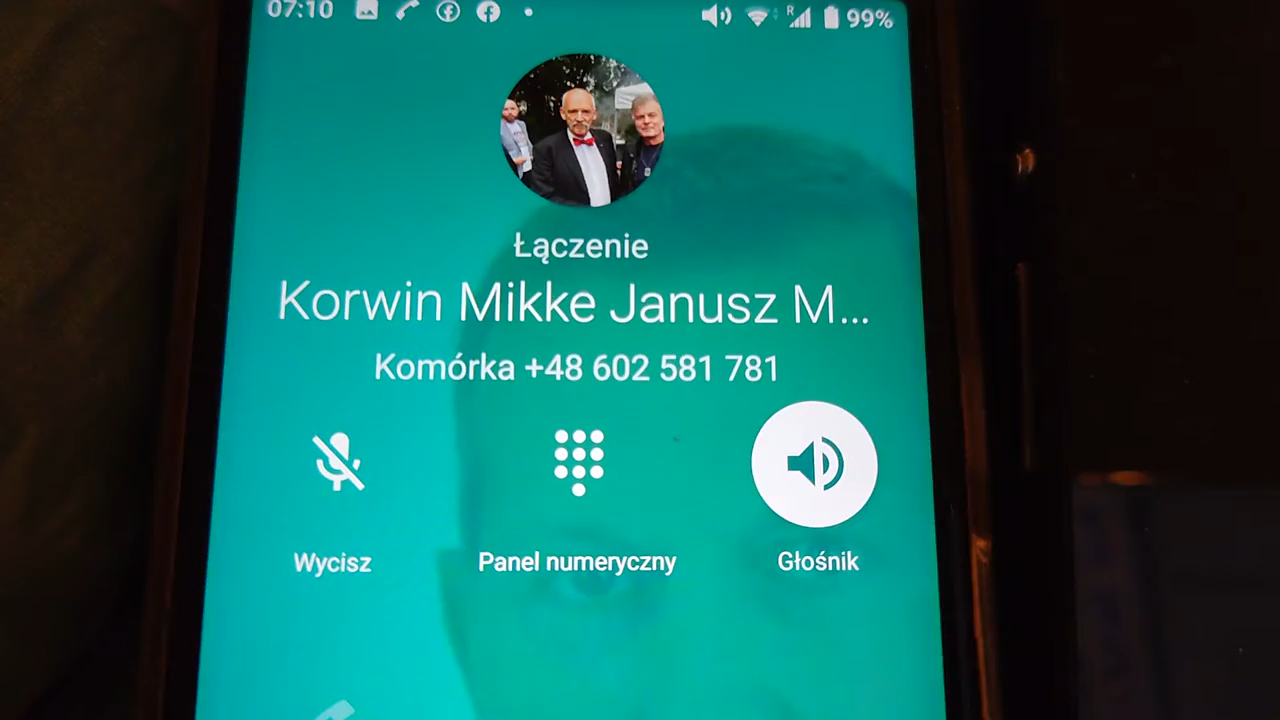 07:10 R 99%
Łączenie
Korwin Mikke Janusz M...
Komórka +48 602 581 781
Wycisz Panel numeryczny Głośnik